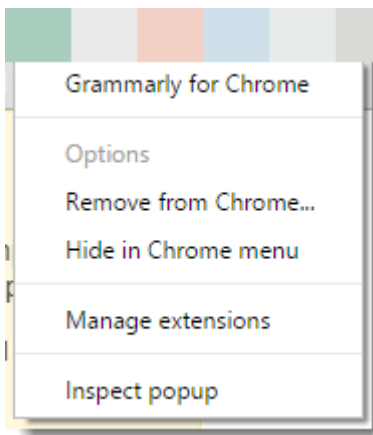 Grammarly for Chrome
Options
Remove from Chrome...
Hide in Chrome menu
Manage extensions
Inspect popup